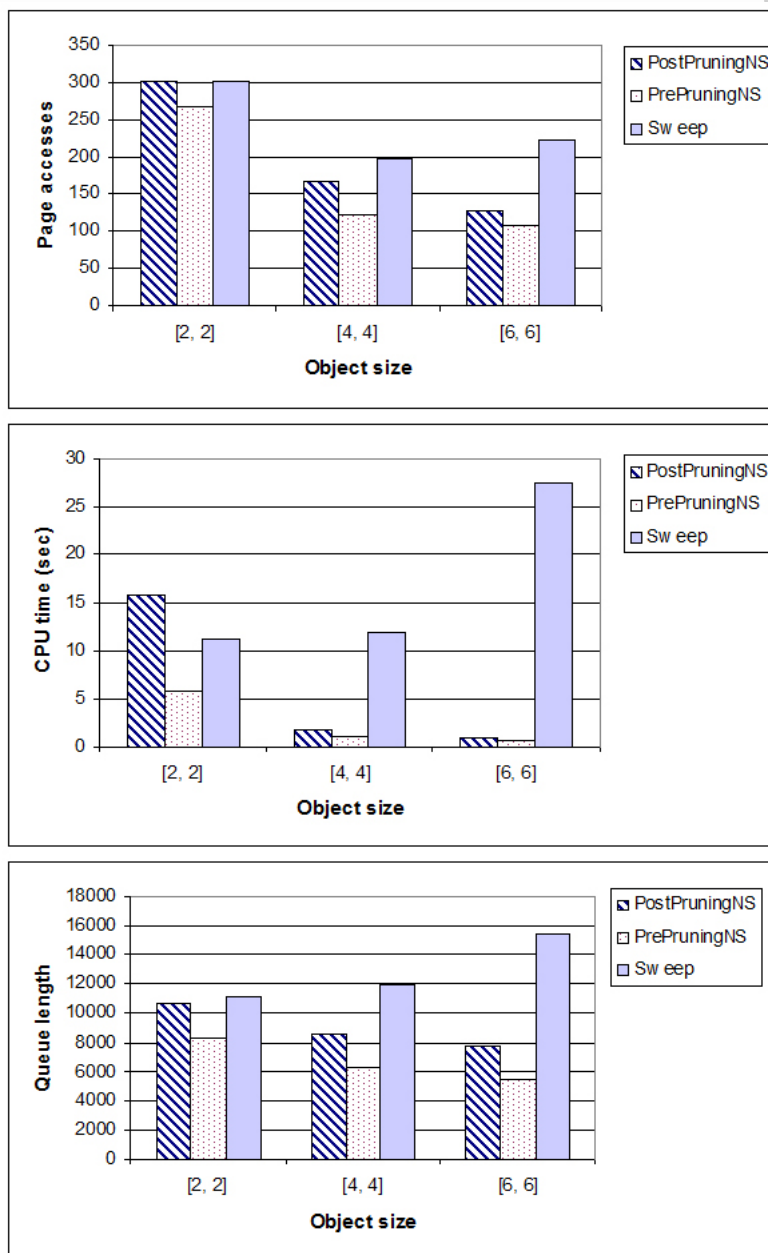 350
300
250
200
150
100
50
0
Page accesses
[2, 2] [4, 4] [6, 6]
Object size
PostPruningNS
PrePruningNS
Sw eep
30
25
20
15
10
5
0
CPU time (sec)
[2, 2] [4, 4] [6, 6]
Object size
PostPruningNS
PrePruningNS
Sw eep
18000
16000
14000
12000
10000
8000
6000
4000
2000
0
Queue length
[2, 2] [4, 4] [6, 6]
Object size
PostPruningNS
PrePruningNS
Sw eep